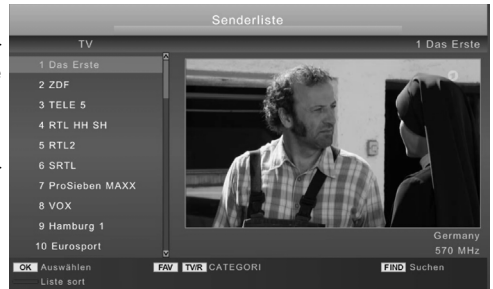 Senderliste
TV
1 Das Erste
1 Das Erste
2 ZDF
3 TELE 5
4 RTL HH SH
5 RTL2
6 SRTL
7 ProSieben MAXX
8 VOX
9 Hamburg 1
10 Eurosport
Germany
570 MHz
OK Auswählen FAV TV/R CATEGORI FIND Suchen
Liste sort